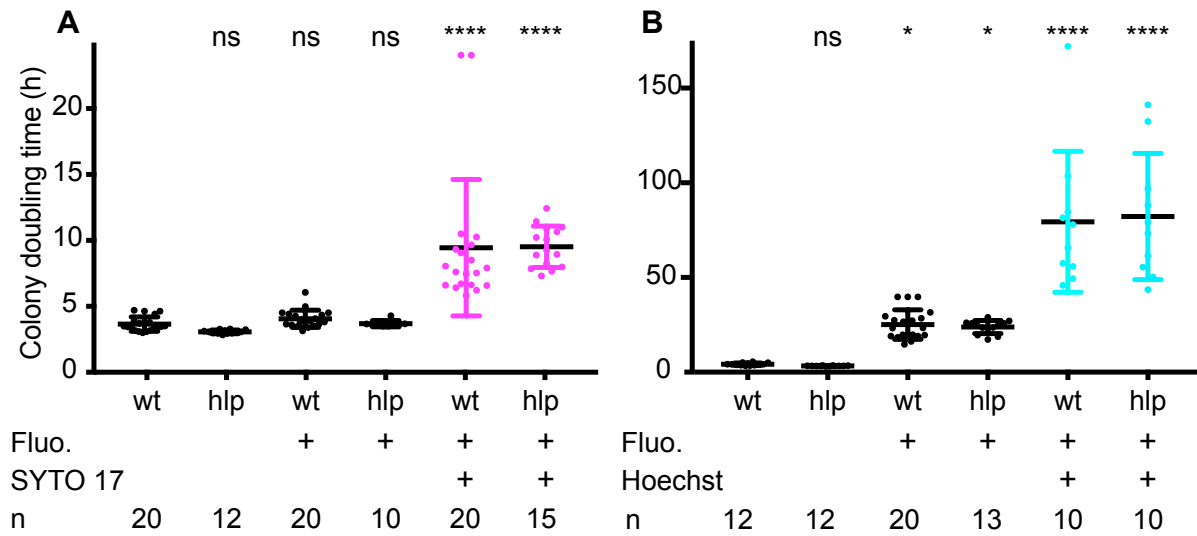 A
B
ns ns ns **** ****
ns * * **** ****
Colony doubling time (h)
20
15
10
5
0
150
100
50
0
wt hlp wt hlp wt hlp
wt hlp wt hlp wt hlp
Fluo. + + + +
Fluo. + + + +
SYTO 17 + +
Hoechst + +
n 20 12 20 10 20 15
n 12 12 20 13 10 10